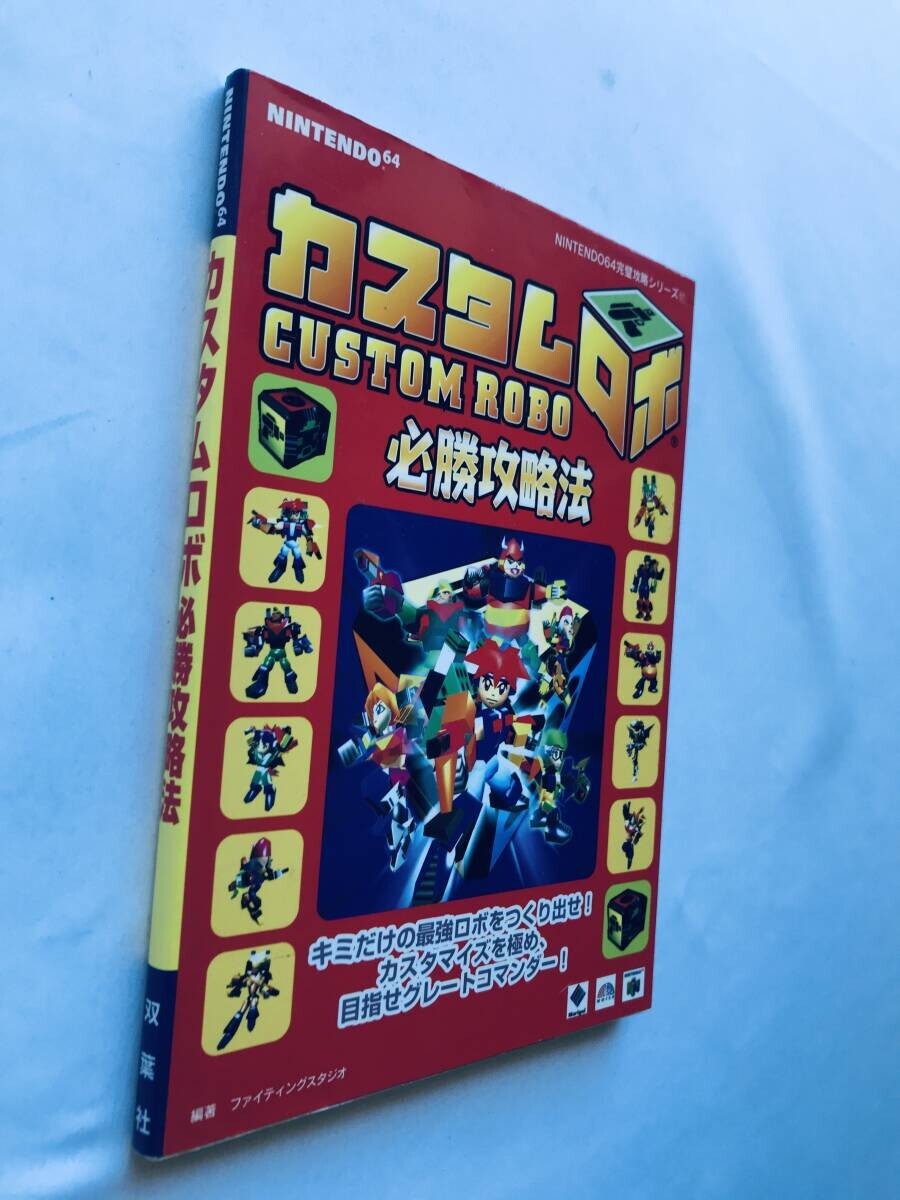 NINTENDO64
カスタムロボ 必勝攻略法
双葉社
NINTENDO64
NINTENDO64完璧攻略シリーズ
カスタムロボ
®
CUSTOM ROBO
必勝攻略法
キミだけの最強ロボをつくり出せ!
カスタマイズを極め、
目指せグレートコマンダー!
編著 ファイティングスタジオ